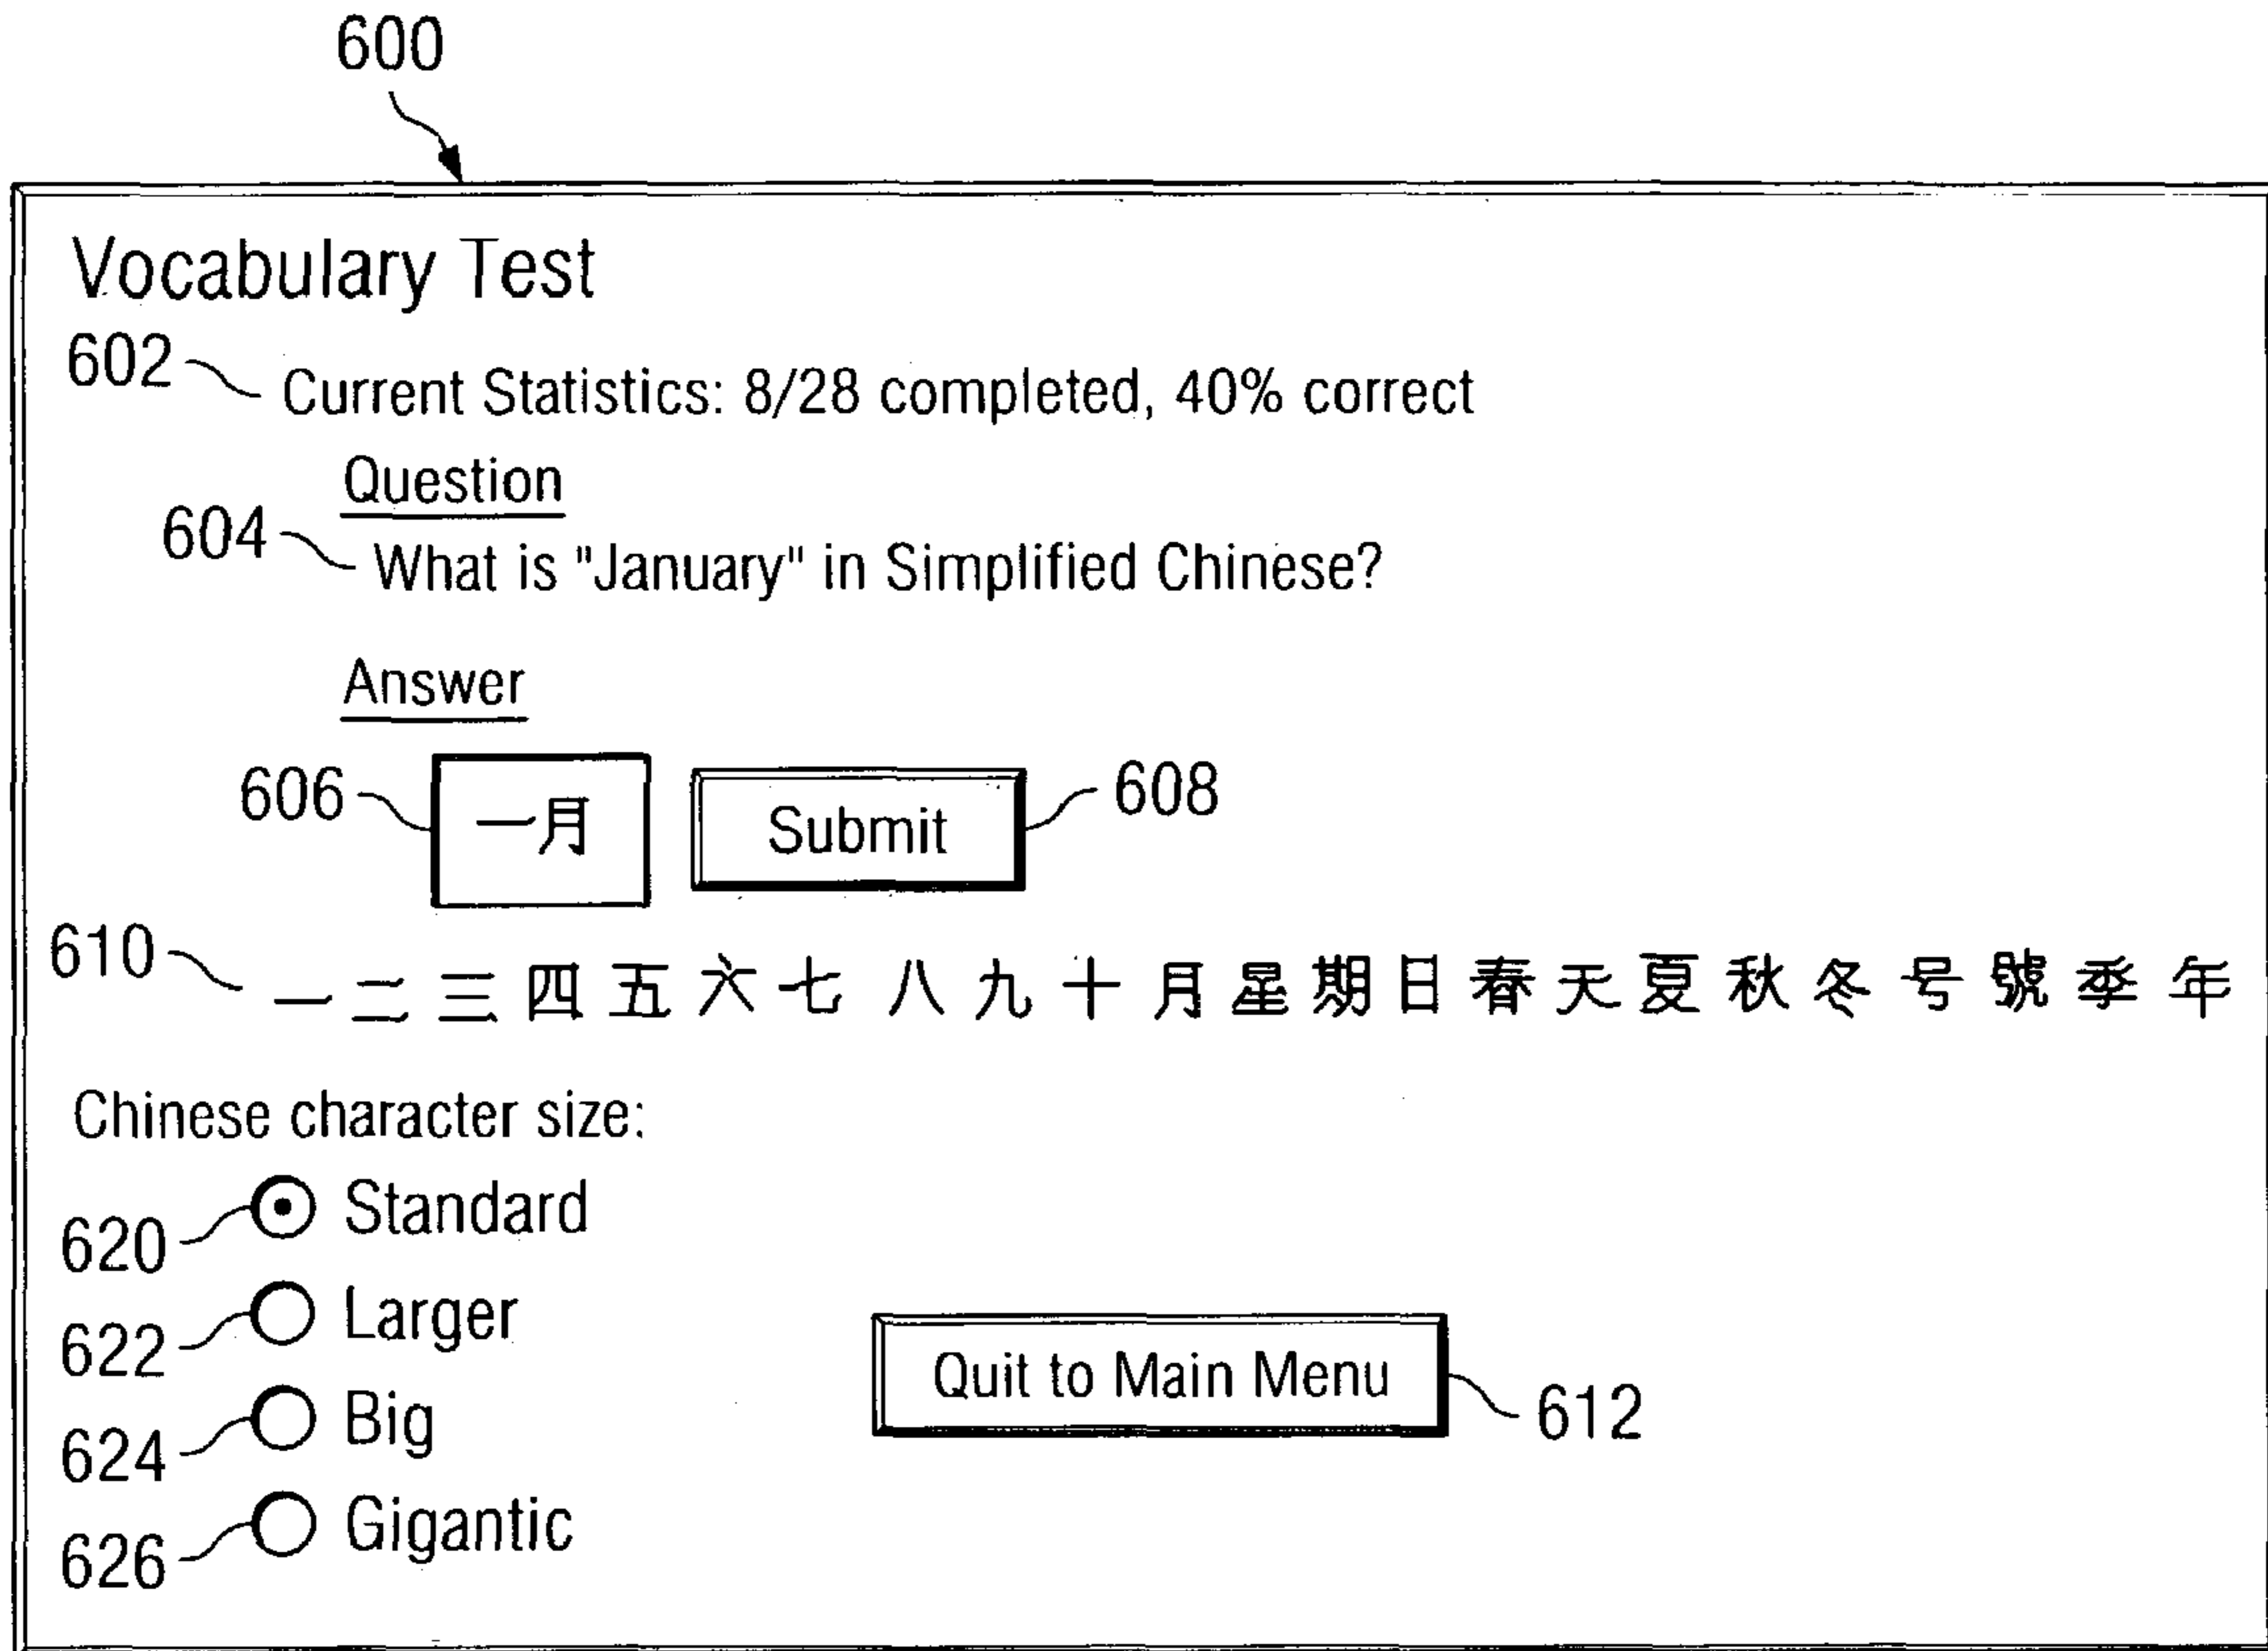 600
Vocabulary Test
602 Current Statistics: 8/28 completed, 40% correct
Question
604 What is "January" in Simplified Chinese?
Answer
606 一月 Submit 608
610 一 二 三 四 五 六 七 八 九 十 月 星 期 日 春 天 夏 秋 冬 号 號 季 年
Chinese character size:
620 Standard
622 Larger
Quit to Main Menu 612
624 Big
626 Gigantic